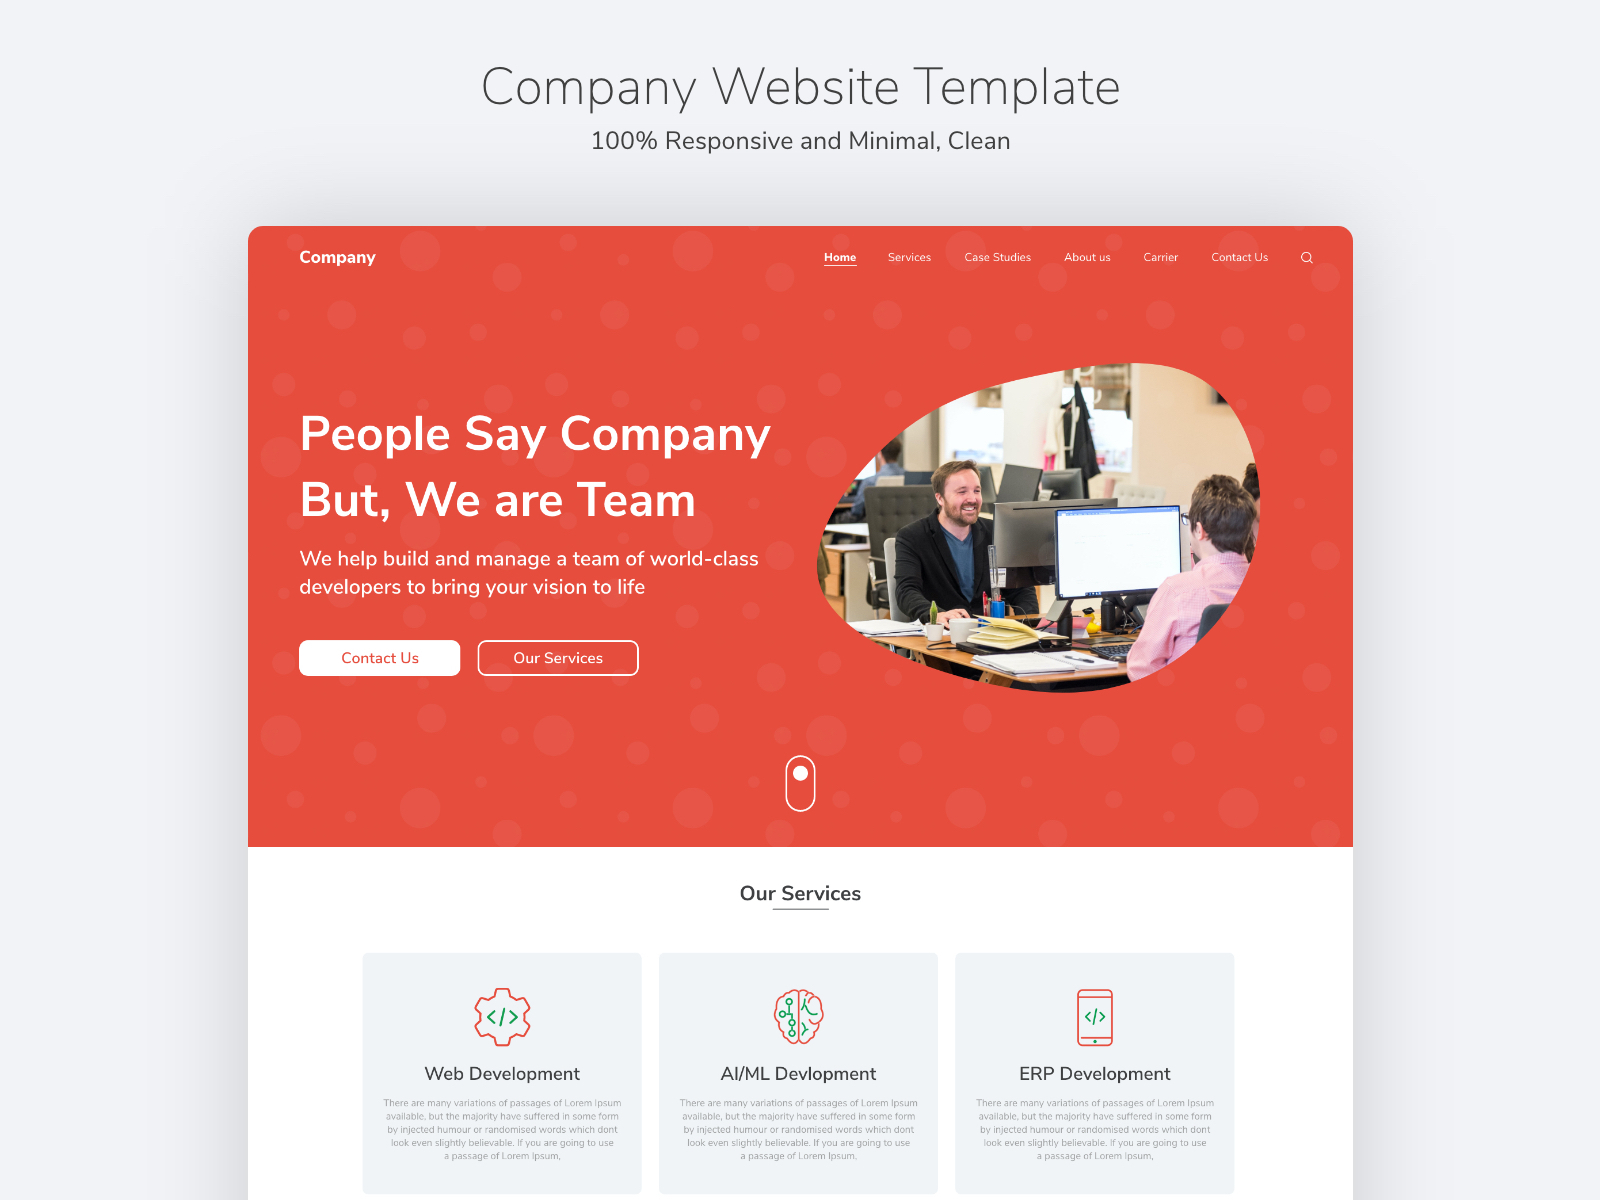 Company Website Template
100% Responsive and Minimal, Clean
Company
Home Services Case Studies About us Carrier Contact Us
People Say Company
But, We are Team
We help build and manage a team of world-class
developers to bring your vision to life
Contact Us Our Services
Our Services
Web Development
There are many variations of passages of Lorem Ipsum
available, but the majority have suffered in some form
by injected humour or randomised words which dont
look even slightly believable. If you are going to use
a passage of Lorem Ipsum,
AI/ML Devlopment
There are many variations of passages of Lorem Ipsum
available, but the majority have suffered in some form
by injected humour or randomised words which dont
look even slightly believable. If you are going to use
a passage of Lorem Ipsum,
ERP Development
There are many variations of passages of Lorem Ipsum
available, but the majority have suffered in some form
by injected humour or randomised words which dont
look even slightly believable. If you are going to use
a passage of Lorem Ipsum,